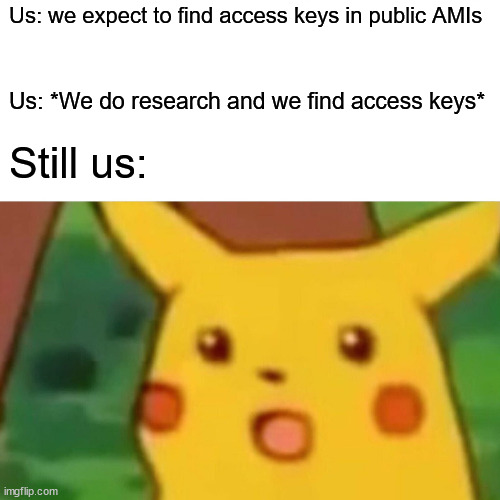 Us: we expect to find access keys in public AMIs
Us: *We do research and we find access keys*
Still us:
imgflip.com